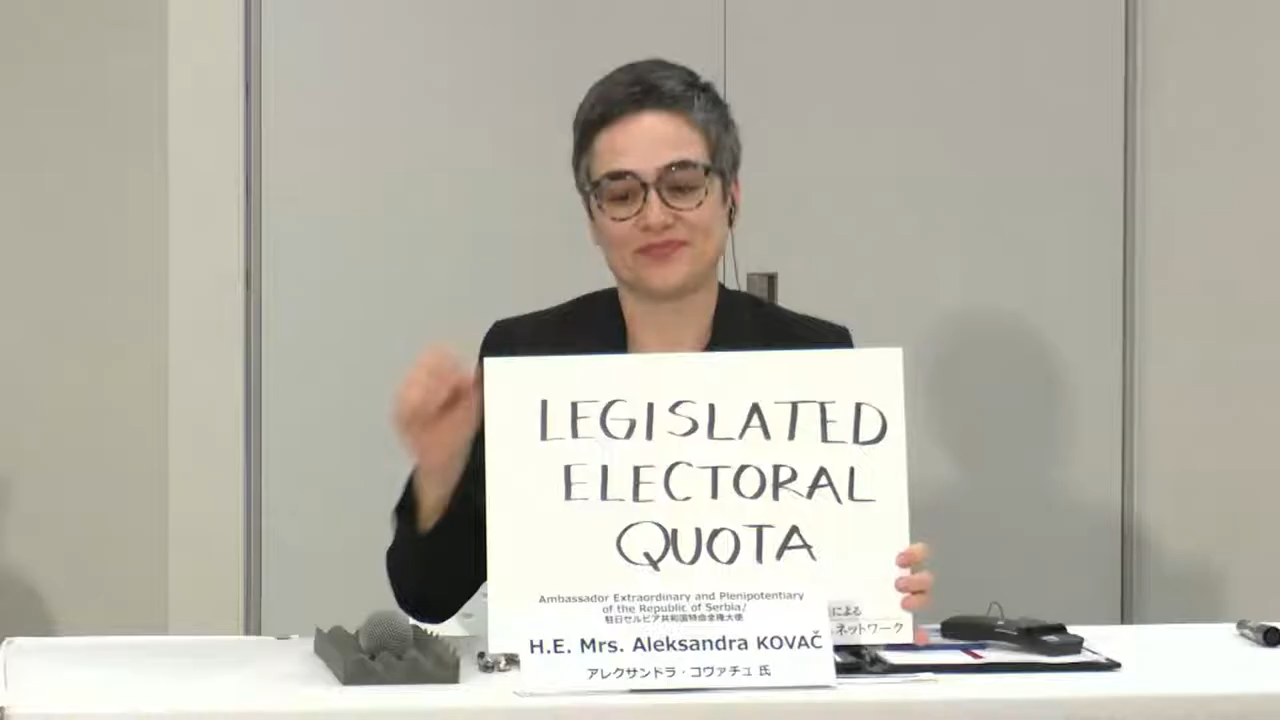 LEGISLATED
ELECTORAL
QUOTA
Ambassador Extraordinary and Plenipotentiary
of the Republic of Serbia/
駐日セルビア共和国特命全権大使
H.E. Mrs. Aleksandra KOVAČ
アレクサンドラ・コヴァチュ 氏
による
ネットワーク